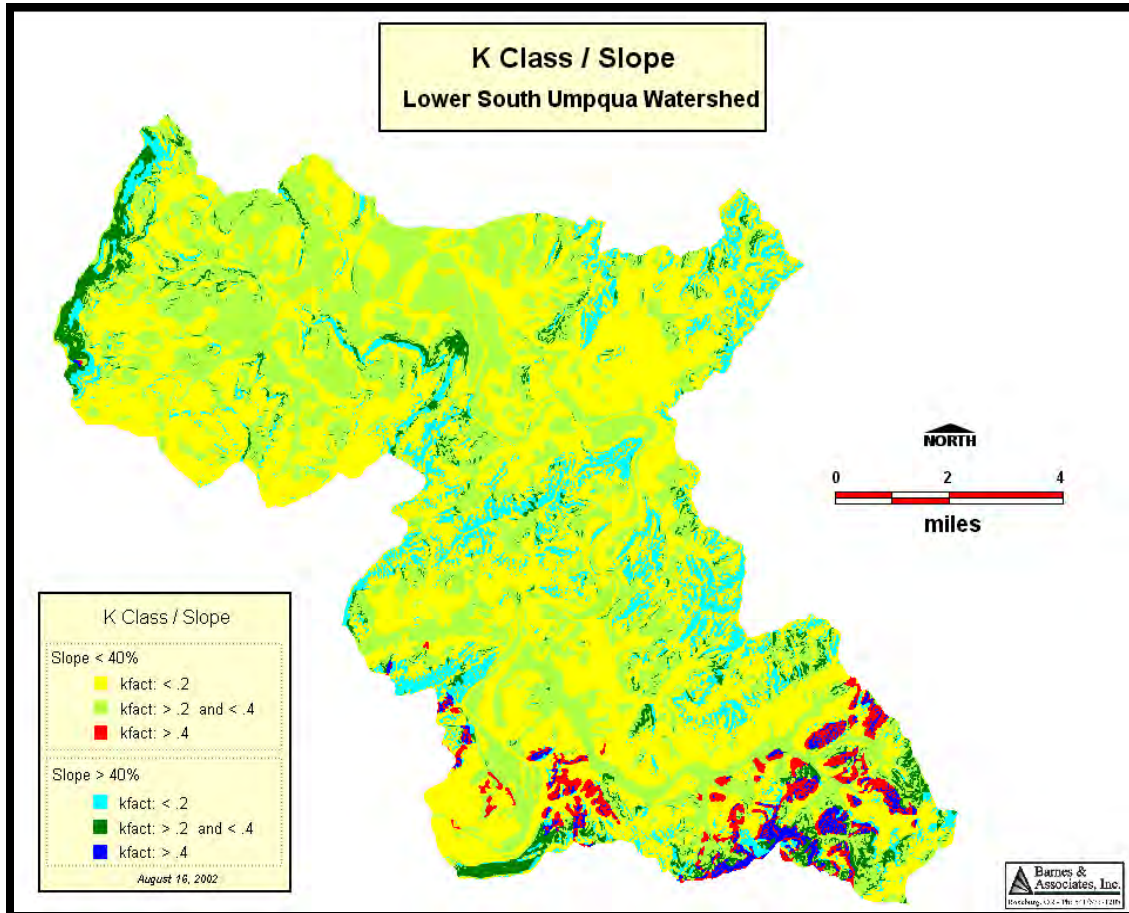 K Class / Slope
Lower South Umpqua Watershed
NORTH
0 2 4
miles
K Class / Slope
Slope < 40%
kfact: < .2
kfact: > .2 and < .4
kfact: > .4
Slope > 40%
kfact: < .2
kfact: > .2 and < .4
kfact: > .4
August 16, 2002
Barnes &
Associates, Inc.
Roseburg, OR